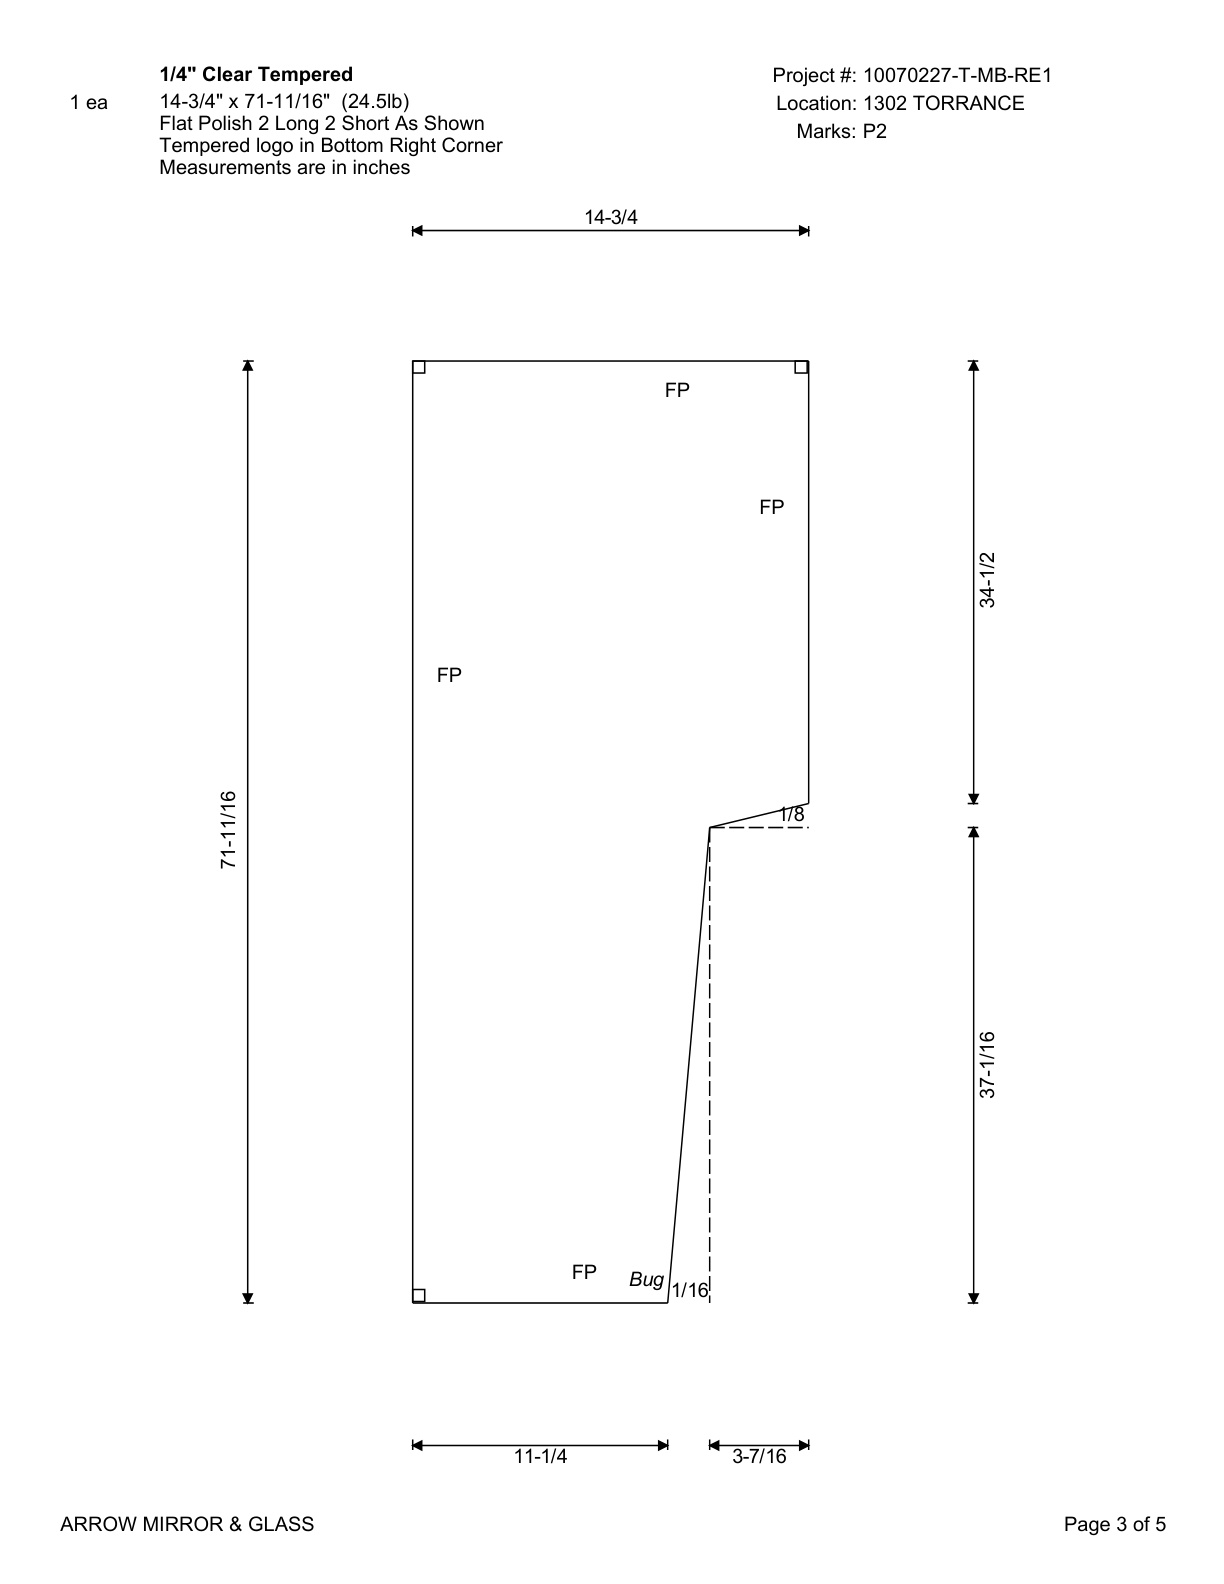 1/4" Clear Tempered
Project #: 10070227-T-MB-RE1
1 ea
14-3/4" x 71-11/16" (24.5lb)
Location: 1302 TORRANCE
Flat Polish 2 Long 2 Short As Shown
Marks: P2
Tempered logo in Bottom Right Corner
Measurements are in inches
14-3/4
FP
FP
34-1/2
FP
71-11/16
1/8
37-1/16
FP
Bug
1/16
11-1/4
3-7/16
ARROW MIRROR & GLASS
Page 3 of 5